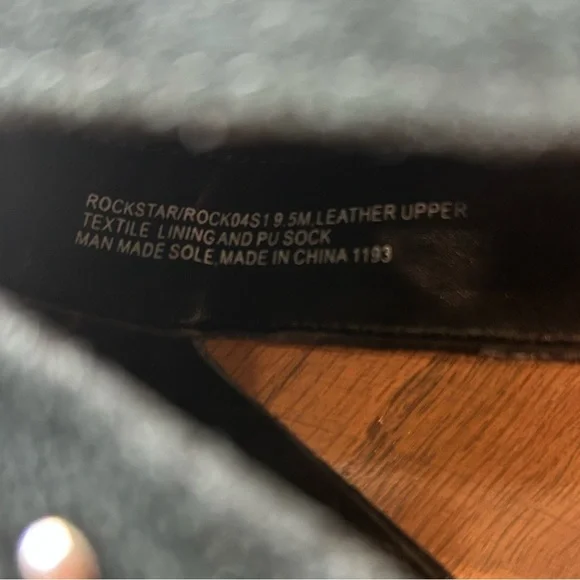 ROCKSTAR/ROCK04S1 9.5M,LEATHER UPPER
TEXTILE LINING AND PU SOCK
MAN MADE SOLE,MADE IN CHINA 1193